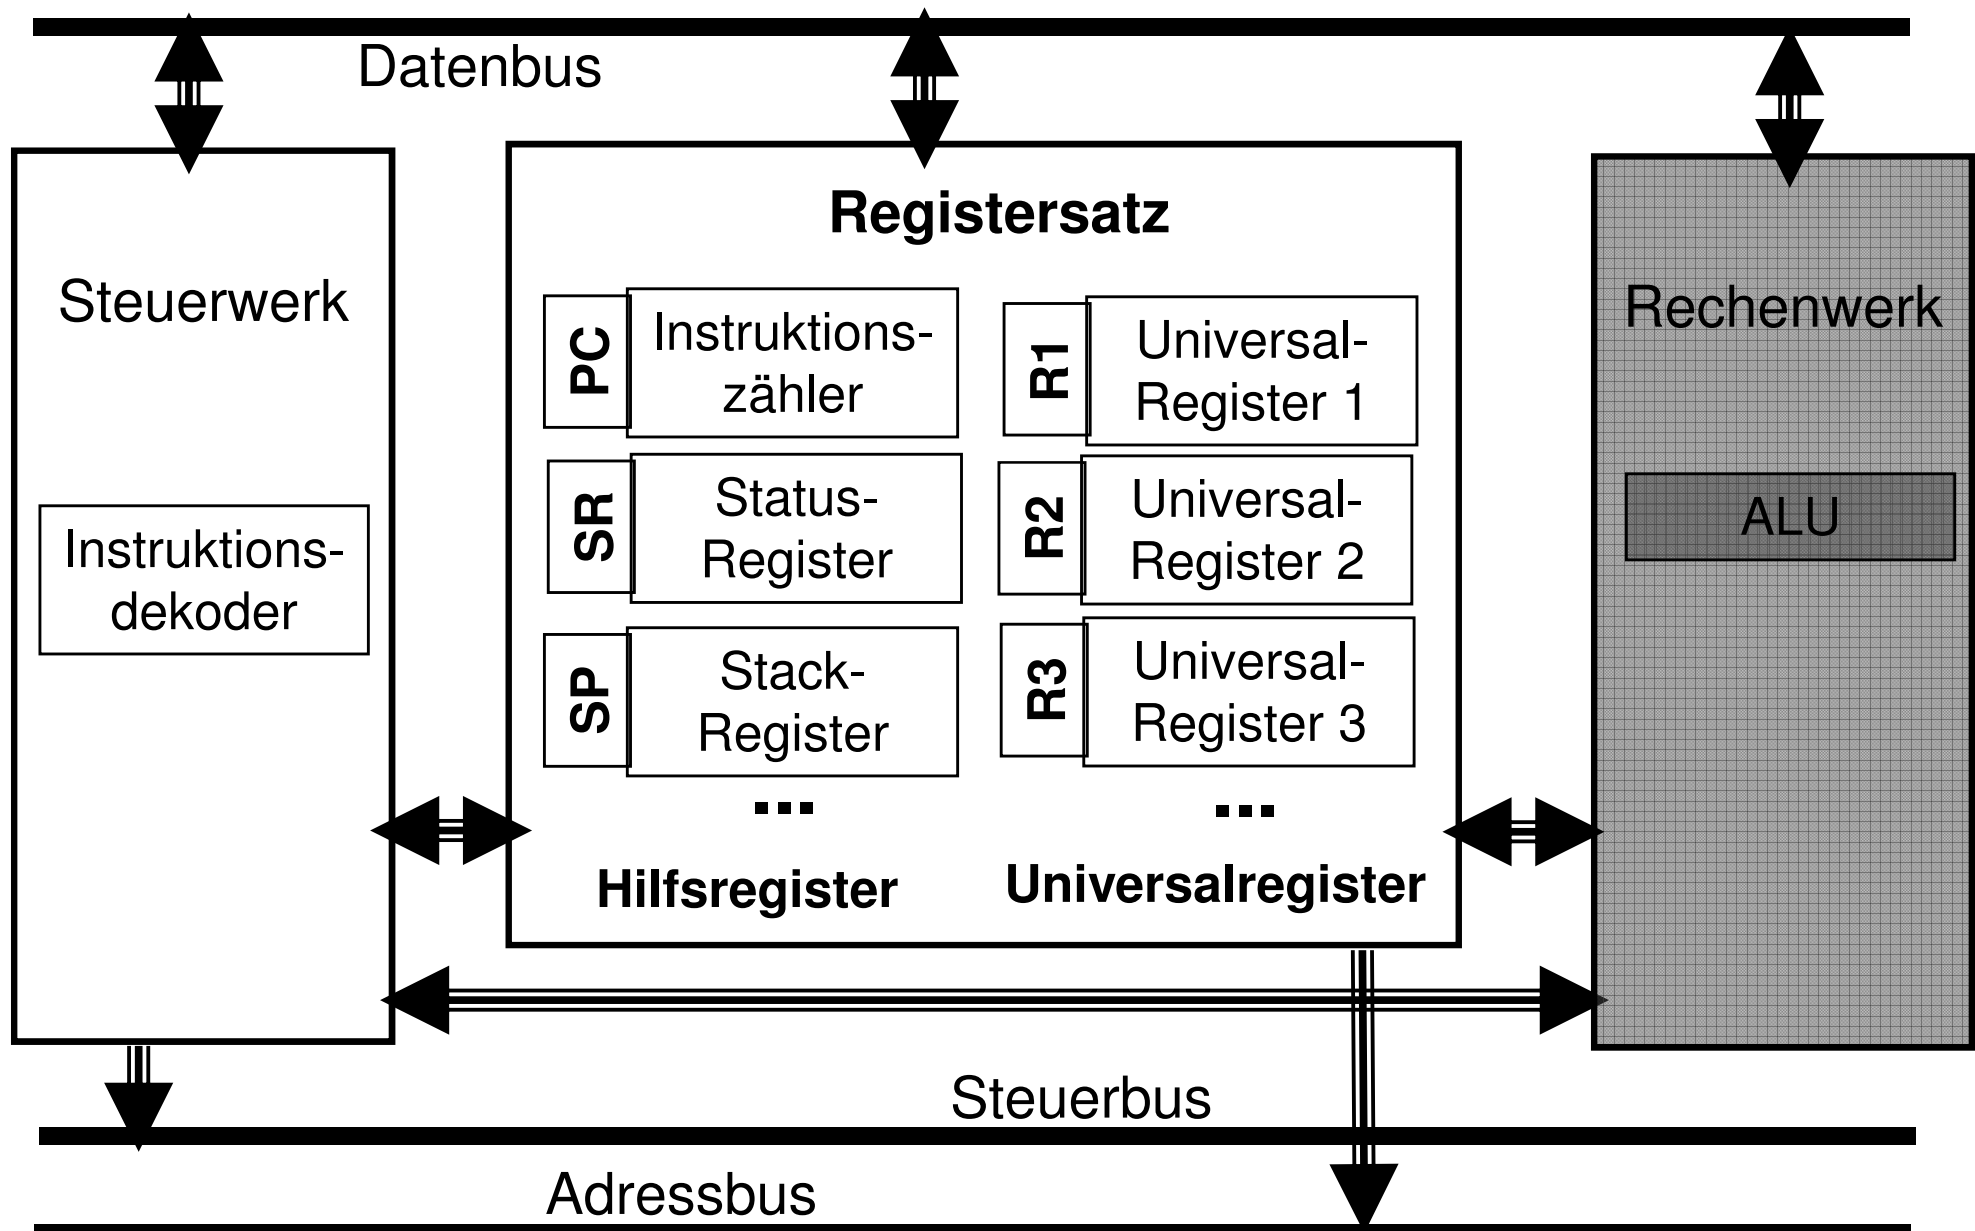 Datenbus
Steuerwerk
Instruktions-
dekoder
Registersatz
PC
Instruktions-
zähler
SR
Status-
Register
SP
Stack-
Register
...
Hilfsregister
R1
Universal-
Register 1
R2
Universal-
Register 2
R3
Universal-
Register 3
...
Universalregister
Rechenwerk
ALU
Steuerbus
Adressbus